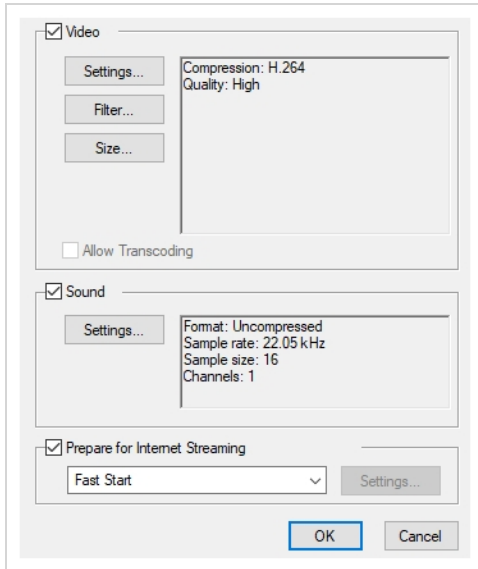 Video
Settings...
Compression: H.264
Quality: High
Filter...
Size...
Allow Transcoding
Sound
Settings...
Format: Uncompressed
Sample rate: 22.05 kHz
Sample size: 16
Channels: 1
Prepare for Internet Streaming
Fast Start
Settings...
OK
Cancel